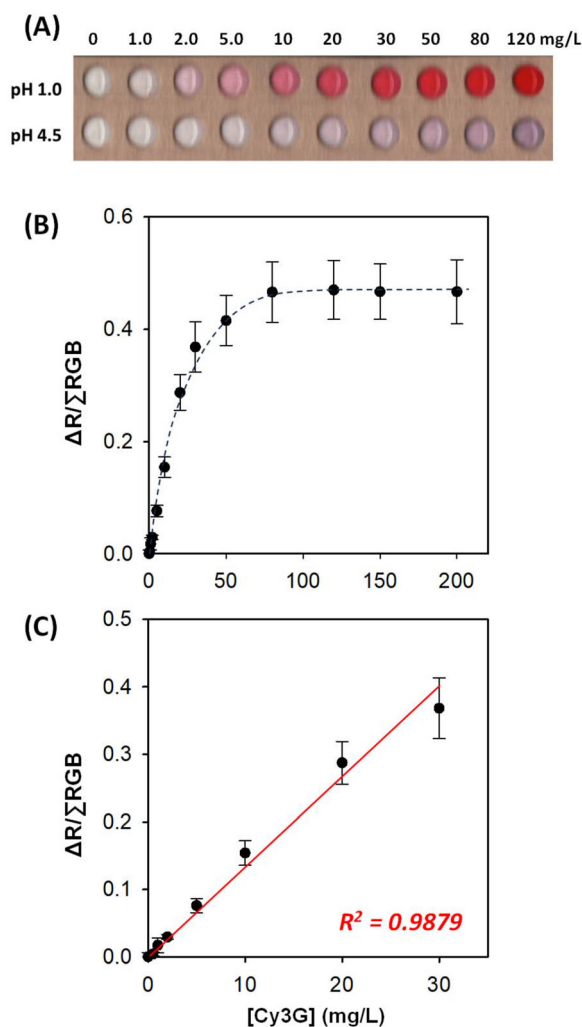 (A)
0 1.0 2.0 5.0 10 20 30 50 80 120 mg/L
pH 1.0
pH 4.5
(B)
0.6
0.4
0.2
0.0
ΔR/∑RGB
0 50 100 150 200
(C)
0.5
0.4
0.3
0.2
0.1
0.0
ΔR/∑RGB
R² = 0.9879
0 10 20 30
[Cy3G] (mg/L)